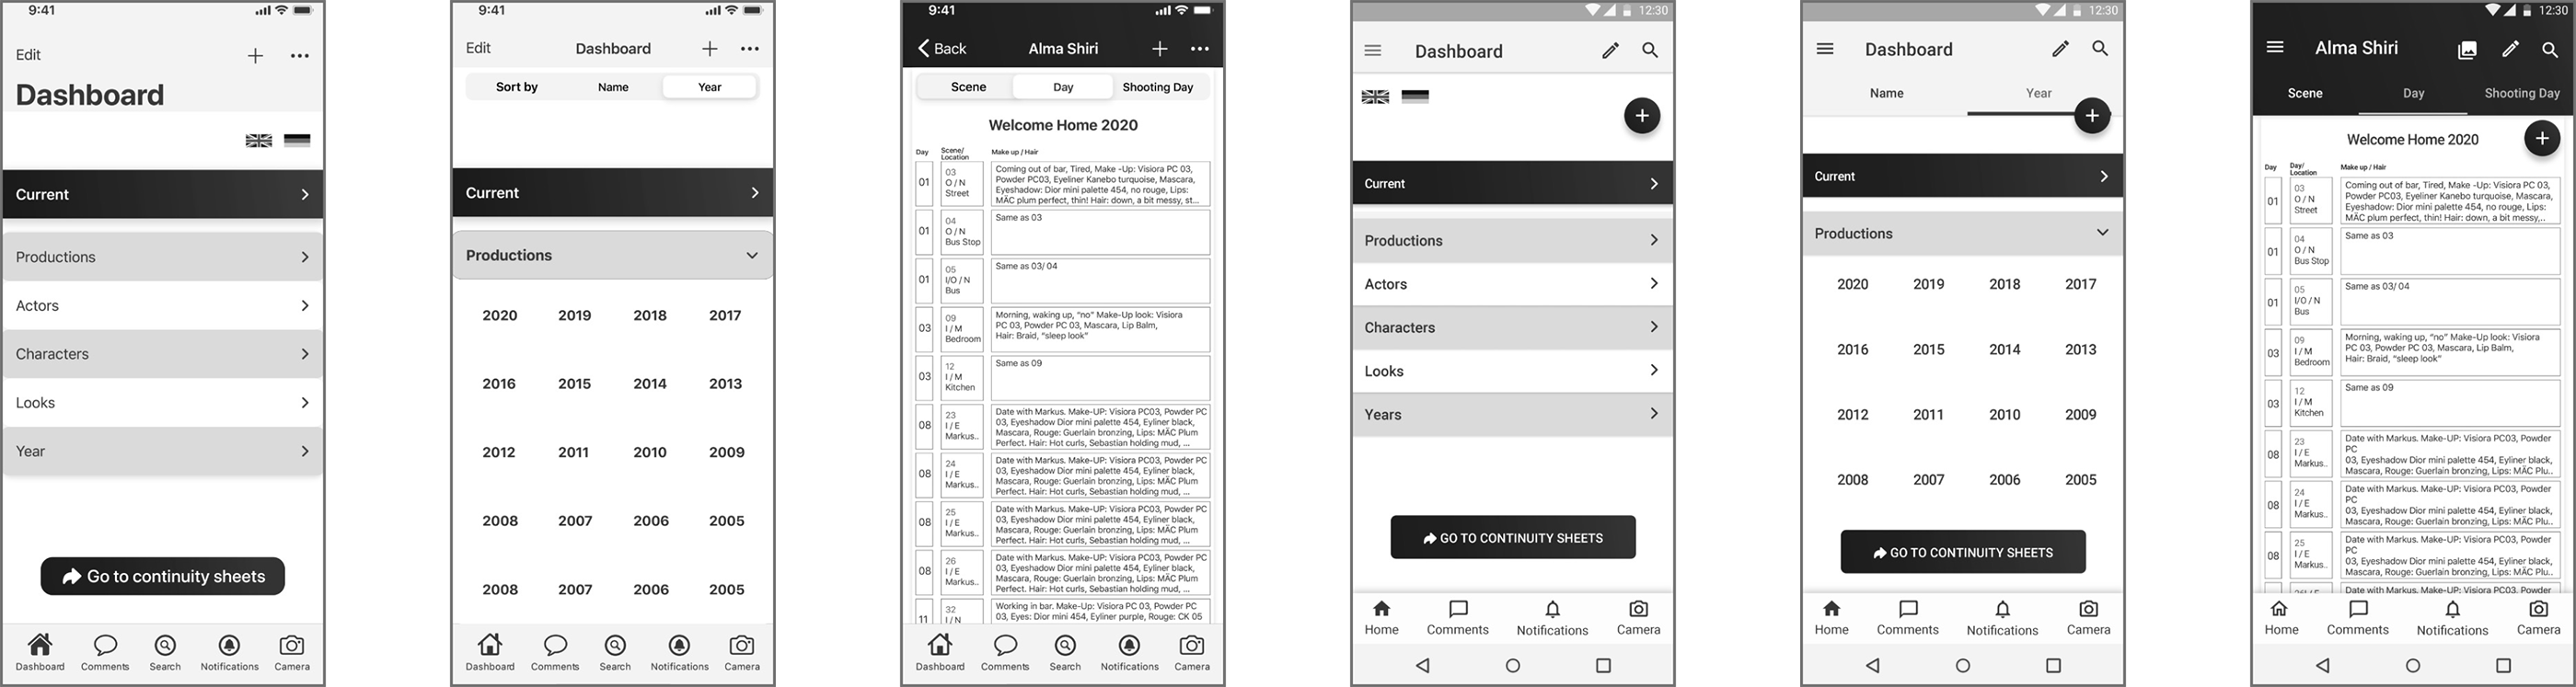 9:41
Edit
Dashboard
Current
Productions
Actors
Characters
Looks
Year
Go to continuity sheets
Dashboard Comments Search Notifications Camera
9:41
Edit Dashboard
Sort by Name Year
Current
Productions
2020 2019 2018 2017
2016 2015 2014 2013
2012 2011 2010 2009
2008 2007 2006 2005
2008 2007 2006 2005
Dashboard Comments Search Notifications Camera
9:41
Back Alma Shiri
Scene Day Shooting Day
Welcome Home 2020
Day Scene/ Location Make up / Hair
01
03
O / N
Street
Coming out of bar, Tired, Make -Up: Visiora PC 03,
Powder PC03, Eyeliner Kanebo turquoise, Mascara,
Eyeshadow: Dior mini palette 454, no rouge, Lips:
MÄC plum perfect, thin! Hair: down, a bit messy, st...
01
04
O / N
Bus Stop
Same as 03
01
05
I/O / N
Bus
Same as 03/ 04
03
09
I / M
Bedroom
Morning, waking up, “no” Make-Up look: Visiora
PC 03, Powder PC 03, Mascara, Lip Balm,
Hair: Braid, “sleep look”
03
12
I / M
Kitchen
Same as 09
08
23
I / E
Markus..
Date with Markus. Make-UP: Visiora PC03, Powder PC
03, Eyeshadow Dior mini palette 454, Eyliner black,
Mascara, Rouge: Guerlain bronzing, Lips: MÄC Plum
Perfect. Hair: Hot curls, Sebastian holding mud, ...
08
24
I / E
Markus..
Date with Markus. Make-UP: Visiora PC03, Powder PC
03, Eyeshadow Dior mini palette 454, Eyliner black,
Mascara, Rouge: Guerlain bronzing, Lips: MÄC Plum
Perfect. Hair: Hot curls, Sebastian holding mud, ...
08
25
I / E
Markus..
Date with Markus. Make-UP: Visiora PC03, Powder PC
03, Eyeshadow Dior mini palette 454, Eyliner black,
Mascara, Rouge: Guerlain bronzing, Lips: MÄC Plum
Perfect. Hair: Hot curls, Sebastian holding mud, ...
08
26
I / E
Markus..
Date with Markus. Make-UP: Visiora PC03, Powder PC
03, Eyeshadow Dior mini palette 454, Eyliner black,
Mascara, Rouge: Guerlain bronzing, Lips: MÄC Plum
Perfect. Hair: Hot curls, Sebastian holding mud, ...
11
32
I / N
Working in bar. Make-Up: Visiora PC 03, Powder PC
03, Eyes: Dior mini 454, Eyliner purple, Rouge: CK 05
Dashboard Comments Search Notifications Camera
12:30
Dashboard
Current
Productions
Actors
Characters
Looks
Years
GO TO CONTINUITY SHEETS
Home Comments Notifications Camera
12:30
Dashboard
Name Year
Current
Productions
2020 2019 2018 2017
2016 2015 2014 2013
2012 2011 2010 2009
2008 2007 2006 2005
GO TO CONTINUITY SHEETS
Home Comments Notifications Camera
12:30
Alma Shiri
Scene Day Shooting Day
Welcome Home 2020
Day Day/ Location Make up / Hair
01
03
O / N
Street
Coming out of bar, Tired, Make -Up: Visiora PC 03,
Powder PC03, Eyeliner Kanebo turquoise, Mascara,
Eyeshadow: Dior mini palette 454, no rouge, Lips:
MÄC plum perfect, thin! Hair: down, a bit messy,..
01
04
O / N
Bus Stop
Same as 03
01
05
I/O / N
Bus
Same as 03/ 04
03
09
I / M
Bedroom
Morning, waking up, “no” Make-Up look: Visiora
PC 03, Powder PC 03, Mascara, Lip Balm,
Hair: Braid, “sleep look”
03
12
I / M
Kitchen
Same as 09
08
23
I / E
Markus..
Date with Markus. Make-UP: Visiora PC03, Powder
PC
03, Eyeshadow Dior mini palette 454, Eyliner black,
Mascara, Rouge: Guerlain bronzing, Lips: MÄC Plu..
08
24
I / E
Markus..
Date with Markus. Make-UP: Visiora PC03, Powder
PC
03, Eyeshadow Dior mini palette 454, Eyliner black,
Mascara, Rouge: Guerlain bronzing, Lips: MÄC Plu..
08
25
I / E
Markus..
Date with Markus. Make-UP: Visiora PC03, Powder
PC
03, Eyeshadow Dior mini palette 454, Eyliner black,
Mascara, Rouge: Guerlain bronzing, Lips: MÄC Plu..
Date with Markus. Make-UP: Visiora PC03, Powder
Home Comments Notifications Camera